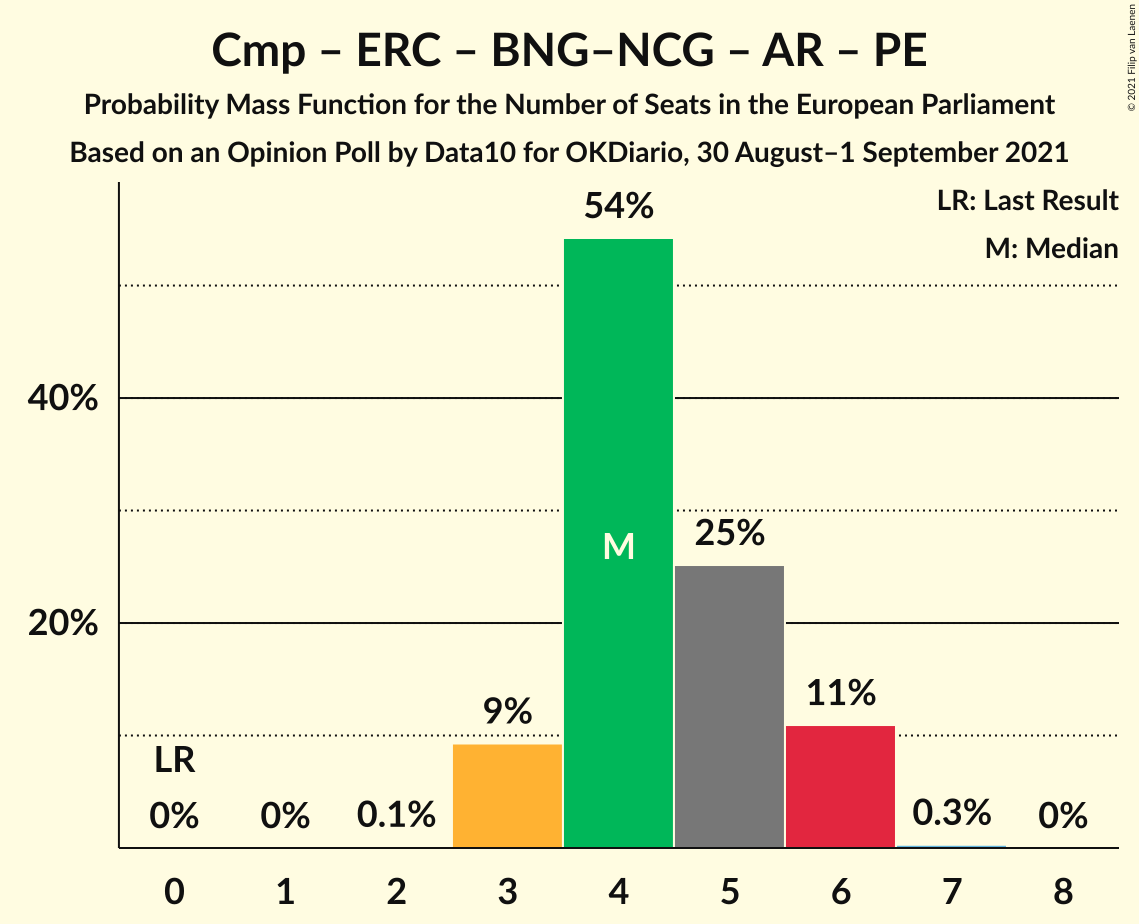 Cmp – ERC – BNG–NCG – AR – PE
Probability Mass Function for the Number of Seats in the European Parliament
Based on an Opinion Poll by Data10 for OKDiario, 30 August–1 September 2021
© 2021 Filip van Laenen
LR: Last Result
M: Median
54%
40%
M
25%
20%
11%
9%
LR
0%
0%
0.1%
0.3%
0%
0 1 2 3 4 5 6 7 8